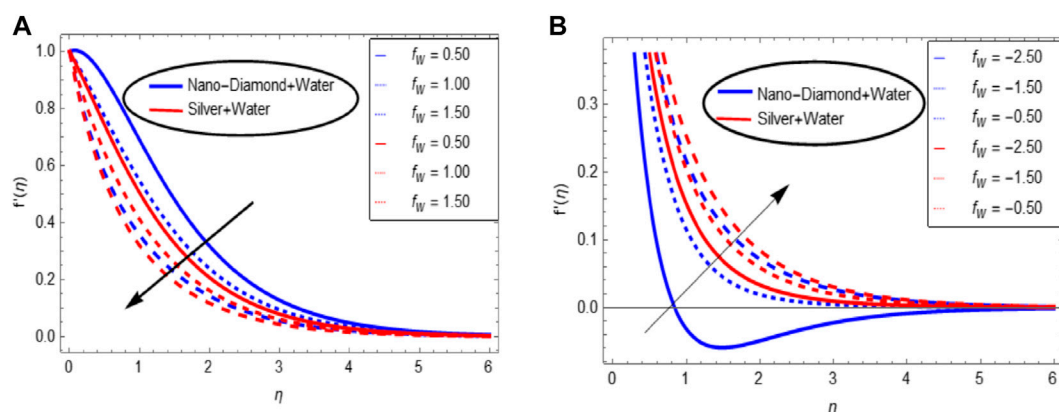 A
f'(η)
1.0
0.8
0.6
0.4
0.2
0.0
0 1 2 3 4 5 6
η
Nano-Diamond+Water
Silver+Water
f_W = 0.50
f_W = 1.00
f_W = 1.50
f_W = 0.50
f_W = 1.00
f_W = 1.50
B
f'(η)
0.3
0.2
0.1
0.0
0 1 2 3 4 5 6
η
Nano-Diamond+Water
Silver+Water
f_W = −2.50
f_W = −1.50
f_W = −0.50
f_W = −2.50
f_W = −1.50
f_W = −0.50